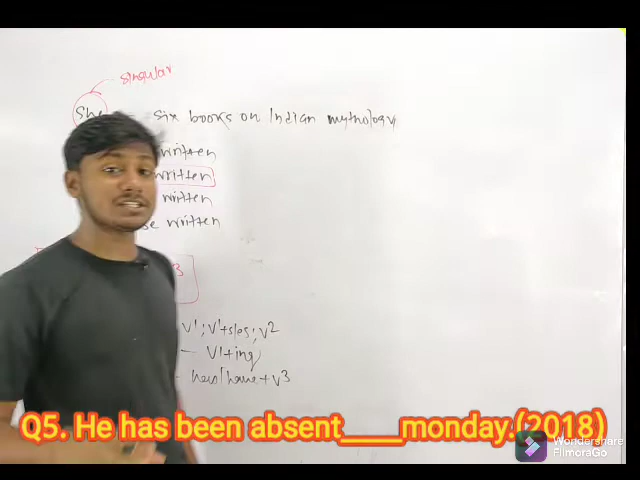 singular
She six books on Indian mythology
written
written
written
written
V1; V1+s/es; V2
– V1+ing
– has/have+V3
Q5. He has been absent____monday.(2018)
Wondershare
FilmoraGo